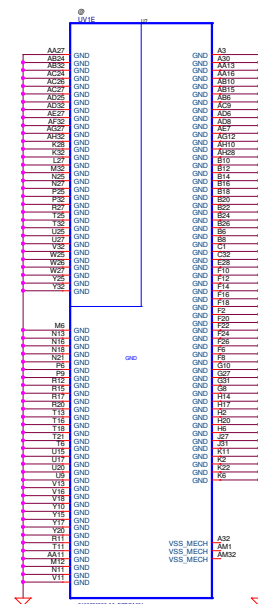 @
UV1E
AA27 GND
AB24 GND
AB32 GND
AC24 GND
AC26 GND
AC27 GND
AD25 GND
AD32 GND
AE27 GND
AF32 GND
AG27 GND
AH32 GND
K28 GND
K32 GND
L27 GND
M32 GND
N25 GND
N27 GND
P25 GND
P32 GND
R27 GND
T25 GND
T32 GND
U25 GND
U27 GND
V32 GND
W25 GND
W26 GND
W27 GND
Y25 GND
Y32 GND
M6 GND
N13 GND
N16 GND
N18 GND
N21 GND
P6 GND
P9 GND
R12 GND
R15 GND
R17 GND
R20 GND
T13 GND
T16 GND
T18 GND
T21 GND
T6 GND
U15 GND
U17 GND
U20 GND
U9 GND
V13 GND
V16 GND
V18 GND
Y10 GND
Y15 GND
Y17 GND
Y20 GND
R11 GND
T11 GND
AA11 GND
M12 GND
N11 GND
V11 GND
GND
GND A3
GND A30
GND AA13
GND AA16
GND AB10
GND AB15
GND AB6
GND AC9
GND AD6
GND AD8
GND AE7
GND AG12
GND AH10
GND AH28
GND B10
GND B12
GND B14
GND B16
GND B18
GND B20
GND B22
GND B24
GND B26
GND B6
GND B8
GND C1
GND C32
GND E28
GND F10
GND F12
GND F14
GND F16
GND F18
GND F2
GND F20
GND F22
GND F24
GND F26
GND F6
GND F8
GND G10
GND G27
GND G31
GND G8
GND H14
GND H17
GND H2
GND H20
GND H6
GND J27
GND J31
GND K11
GND K2
GND K22
GND K6
VSS_MECH A32
VSS_MECH AM1
VSS_MECH AM32